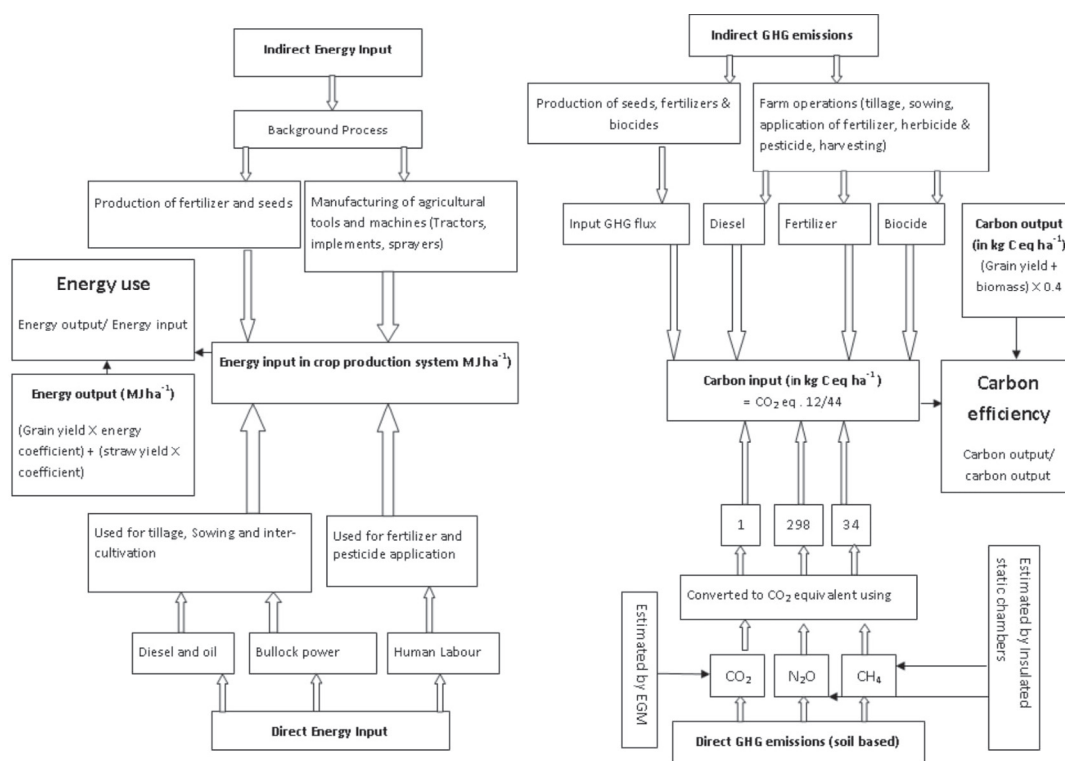 Indirect Energy Input
Background Process
Production of fertilizer and seeds
Manufacturing of agricultural
tools and machines (Tractors,
implements, sprayers)
Energy use
Energy output/ Energy input
Energy input in crop production system MJ ha⁻¹)
Energy output (MJ ha⁻¹)
(Grain yield X energy
coefficient) + (straw yield X
coefficient)
Used for tillage, Sowing and inter-
cultivation
Used for fertilizer and
pesticide application
Diesel and oil
Bullock power
Human Labour
Direct Energy Input
Indirect GHG emissions
Production of seeds, fertilizers &
biocides
Farm operations (tillage, sowing,
application of fertilizer, herbicide &
pesticide, harvesting)
Input GHG flux
Diesel
Fertilizer
Biocide
Carbon output
(in kg C eq ha⁻¹)
(Grain yield +
biomass) X 0.4
Carbon input (in kg C eq ha⁻¹)
= CO₂ eq . 12/44
Carbon
efficiency
Carbon output/
carbon output
1
298
34
Converted to CO₂ equivalent using
Estimated by EGM
CO₂
N₂O
CH₄
Estimated by Insulated
static chambers
Direct GHG emissions (soil based)